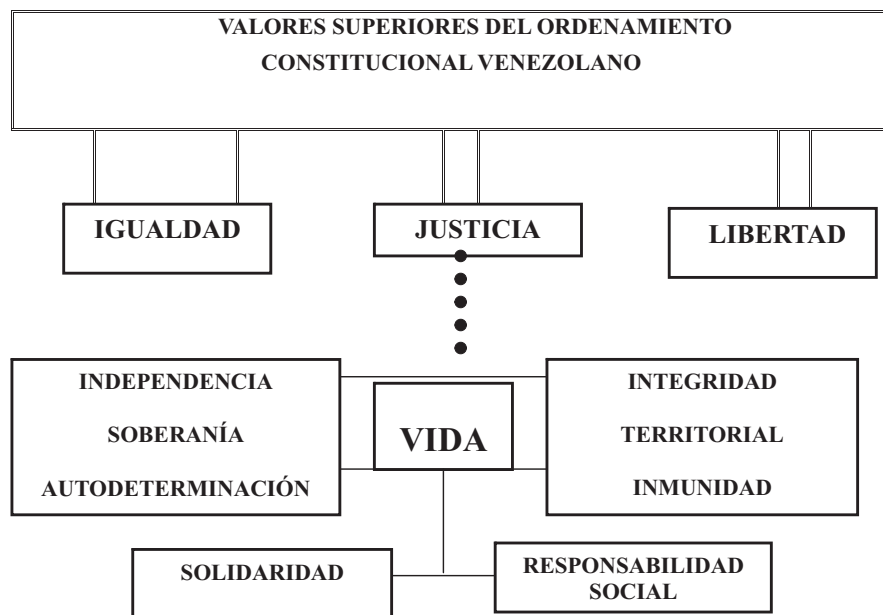 VALORES SUPERIORES DEL ORDENAMIENTO
CONSTITUCIONAL VENEZOLANO
IGUALDAD
JUSTICIA
LIBERTAD
INDEPENDENCIA
SOBERANÍA
AUTODETERMINACIÓN
VIDA
INTEGRIDAD
TERRITORIAL
INMUNIDAD
SOLIDARIDAD
RESPONSABILIDAD
SOCIAL